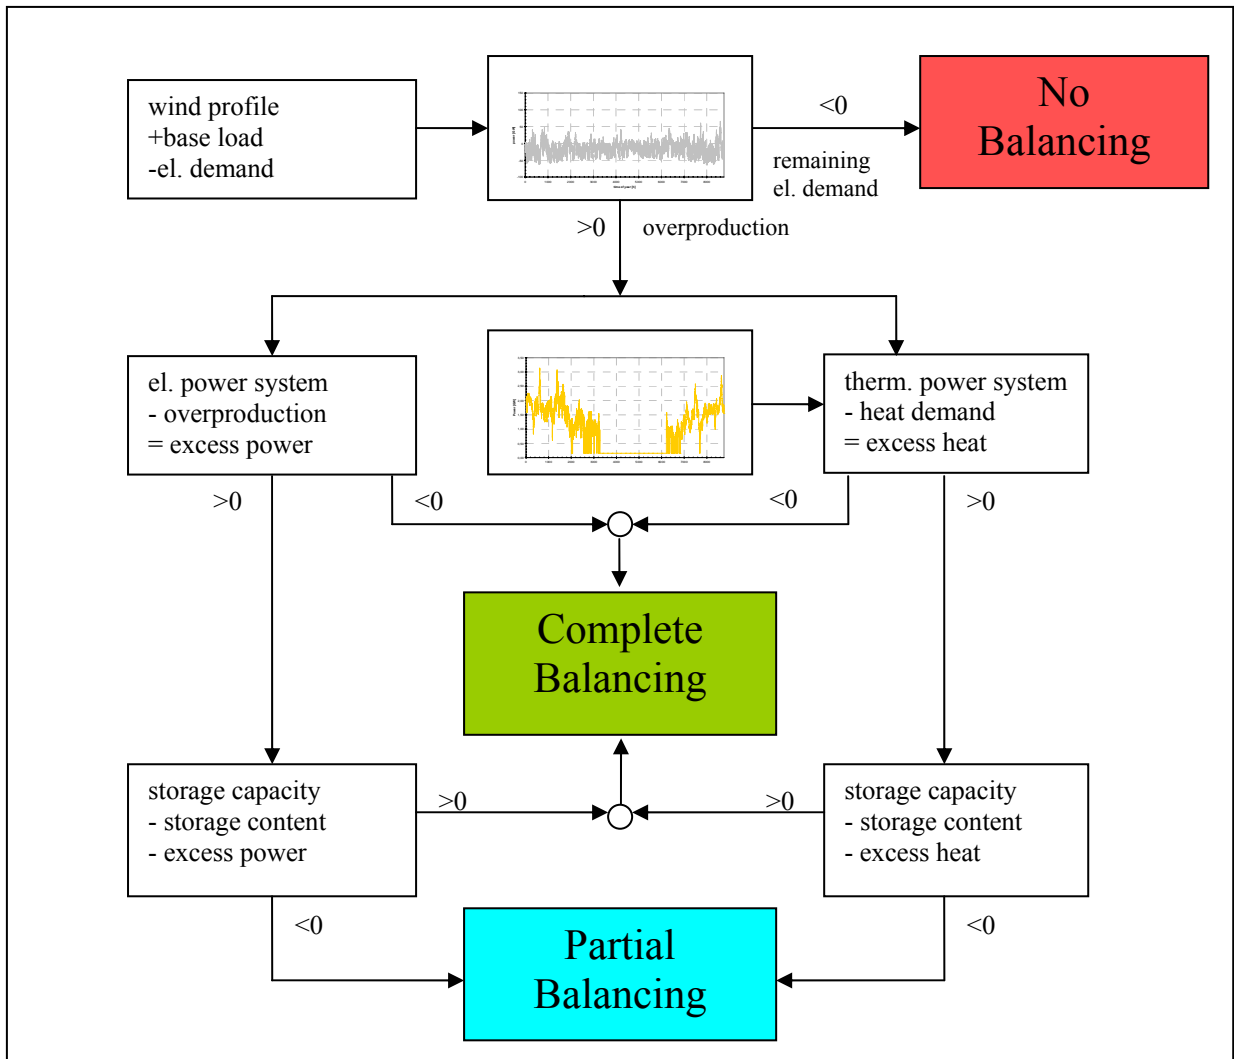 wind profile
+base load
-el. demand
<0
remaining
el. demand
No
Balancing
>0
overproduction
el. power system
- overproduction
= excess power
therm. power system
- heat demand
= excess heat
>0
<0
<0
>0
Complete
Balancing
storage capacity
- storage content
- excess power
>0
>0
storage capacity
- storage content
- excess heat
<0
<0
Partial
Balancing